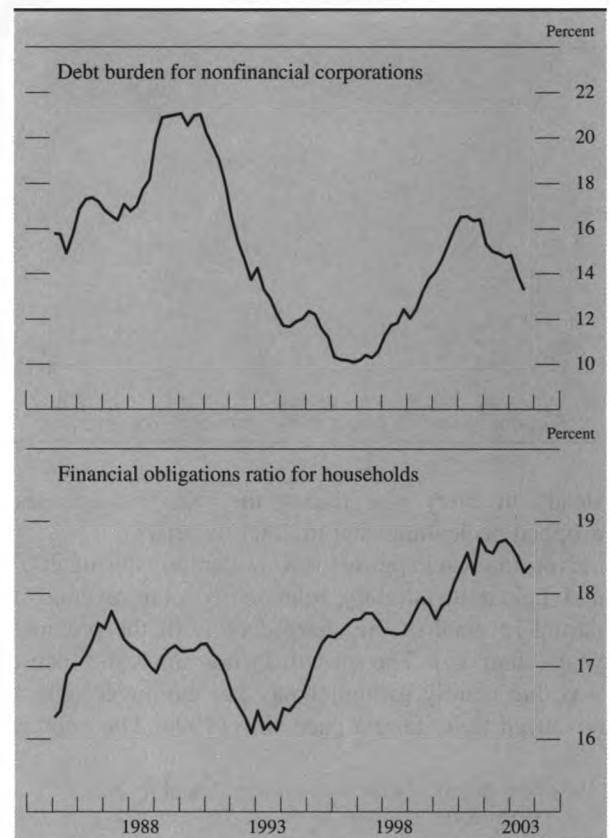 Percent
Debt burden for nonfinancial corporations
22
20
18
16
14
12
10
Percent
Financial obligations ratio for households
19
18
17
16
1988 1993 1998 2003